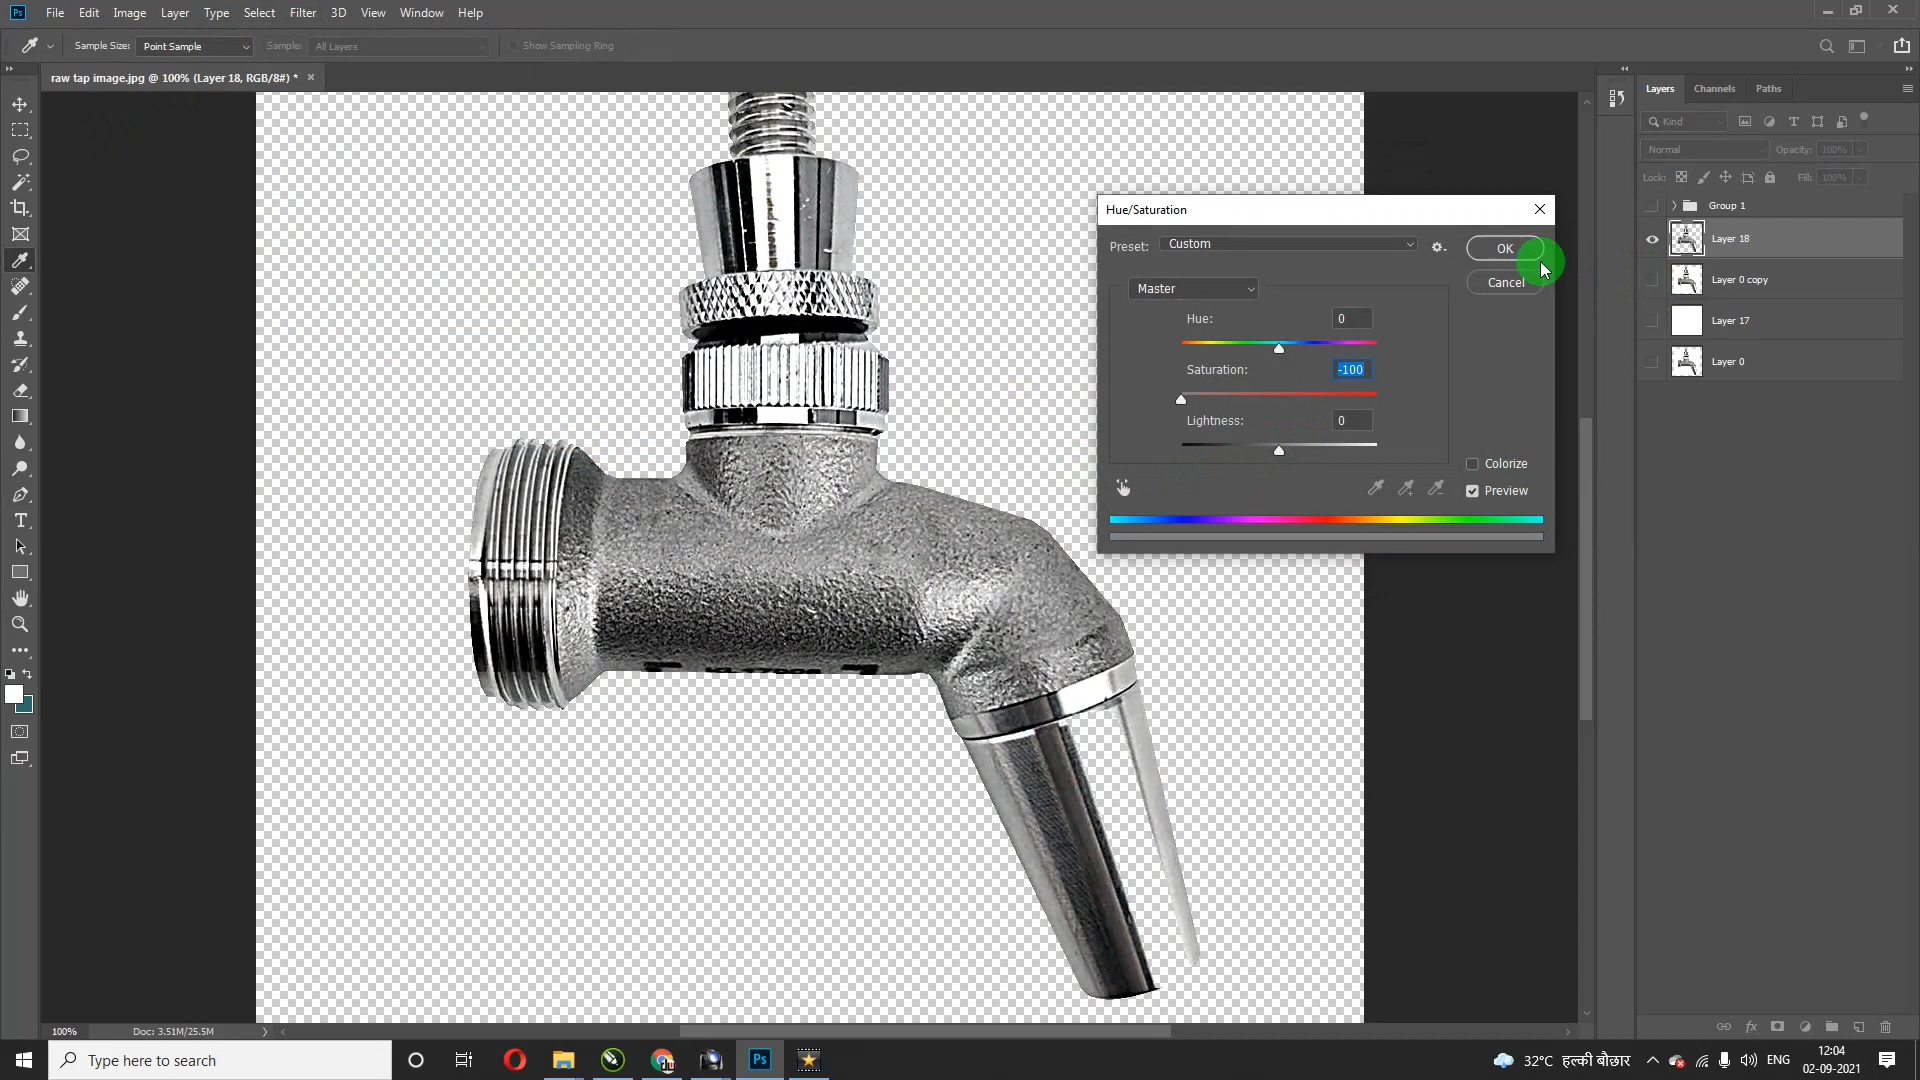 Ps File Edit Image Layer Type Select Filter 3D View Window Help
Sample Size: Point Sample Sample: All Layers Show Sampling Ring
raw tap image.jpg @ 100% (Layer 18, RGB/8#) *
Layers Channels Paths
Kind
Normal Opacity: 100%
Lock: Fill: 100%
Group 1
Layer 18
Layer 0 copy
Layer 17
Layer 0
Hue/Saturation
Preset: Custom
OK
Cancel
Master
Hue: 0
Saturation: -100
Lightness: 0
Colorize
Preview
100% Doc: 3.51M/25.5M
Type here to search
Ps
32°C हल्की बौछार
ENG
12:04
02-09-2021